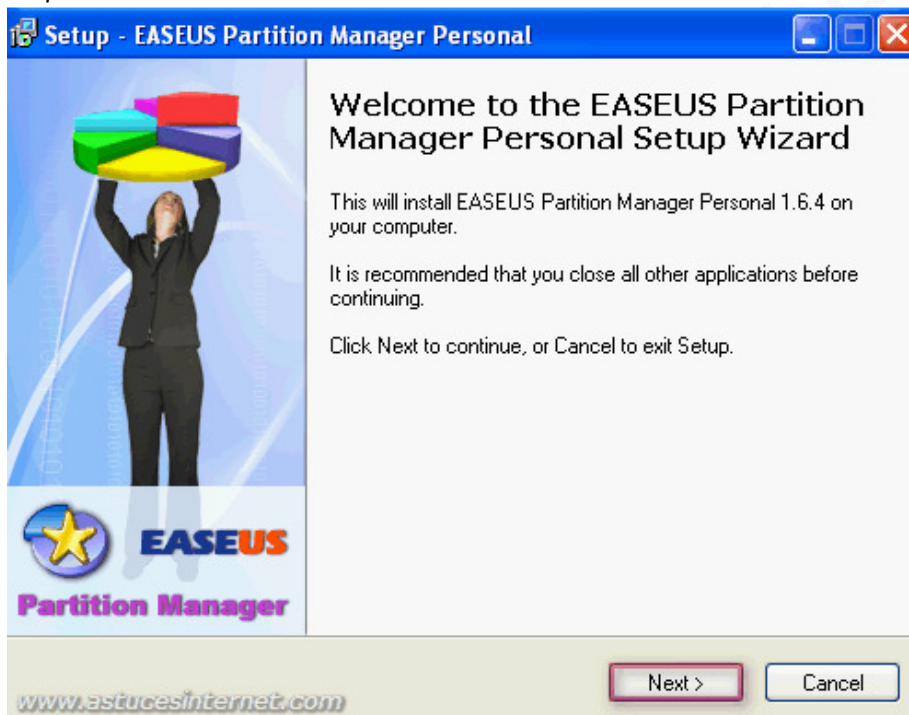 Setup - EASEUS Partition Manager Personal
Welcome to the EASEUS Partition
Manager Personal Setup Wizard
This will install EASEUS Partition Manager Personal 1.6.4 on
your computer.
It is recommended that you close all other applications before
continuing.
Click Next to continue, or Cancel to exit Setup.
EASEUS
Partition Manager
www.astucesinternet.com
Next >
Cancel